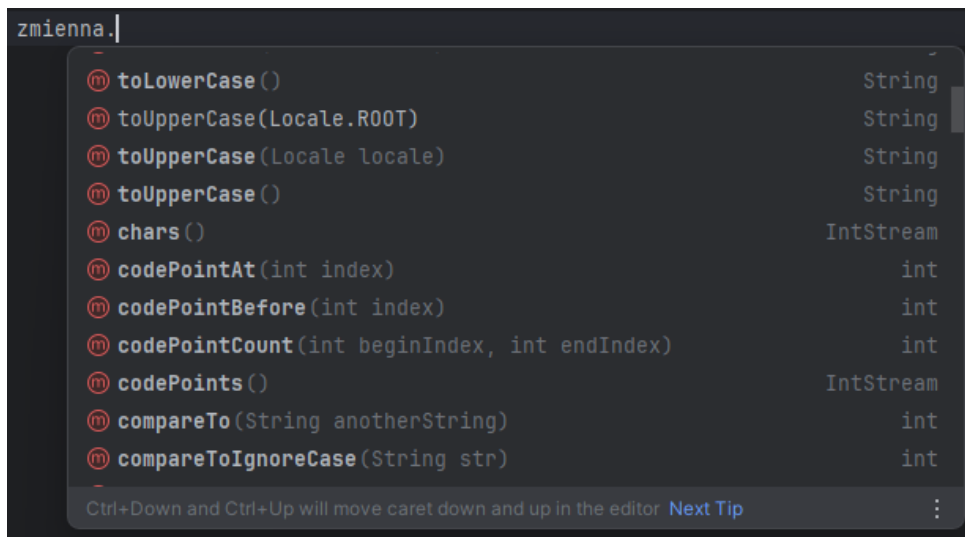 zmienna.
m toLowerCase() String
m toUpperCase(Locale.ROOT) String
m toUpperCase(Locale locale) String
m toUpperCase() String
m chars() IntStream
m codePointAt(int index) int
m codePointBefore(int index) int
m codePointCount(int beginIndex, int endIndex) int
m codePoints() IntStream
m compareTo(String anotherString) int
m compareToIgnoreCase(String str) int
Ctrl+Down and Ctrl+Up will move caret down and up in the editor Next Tip